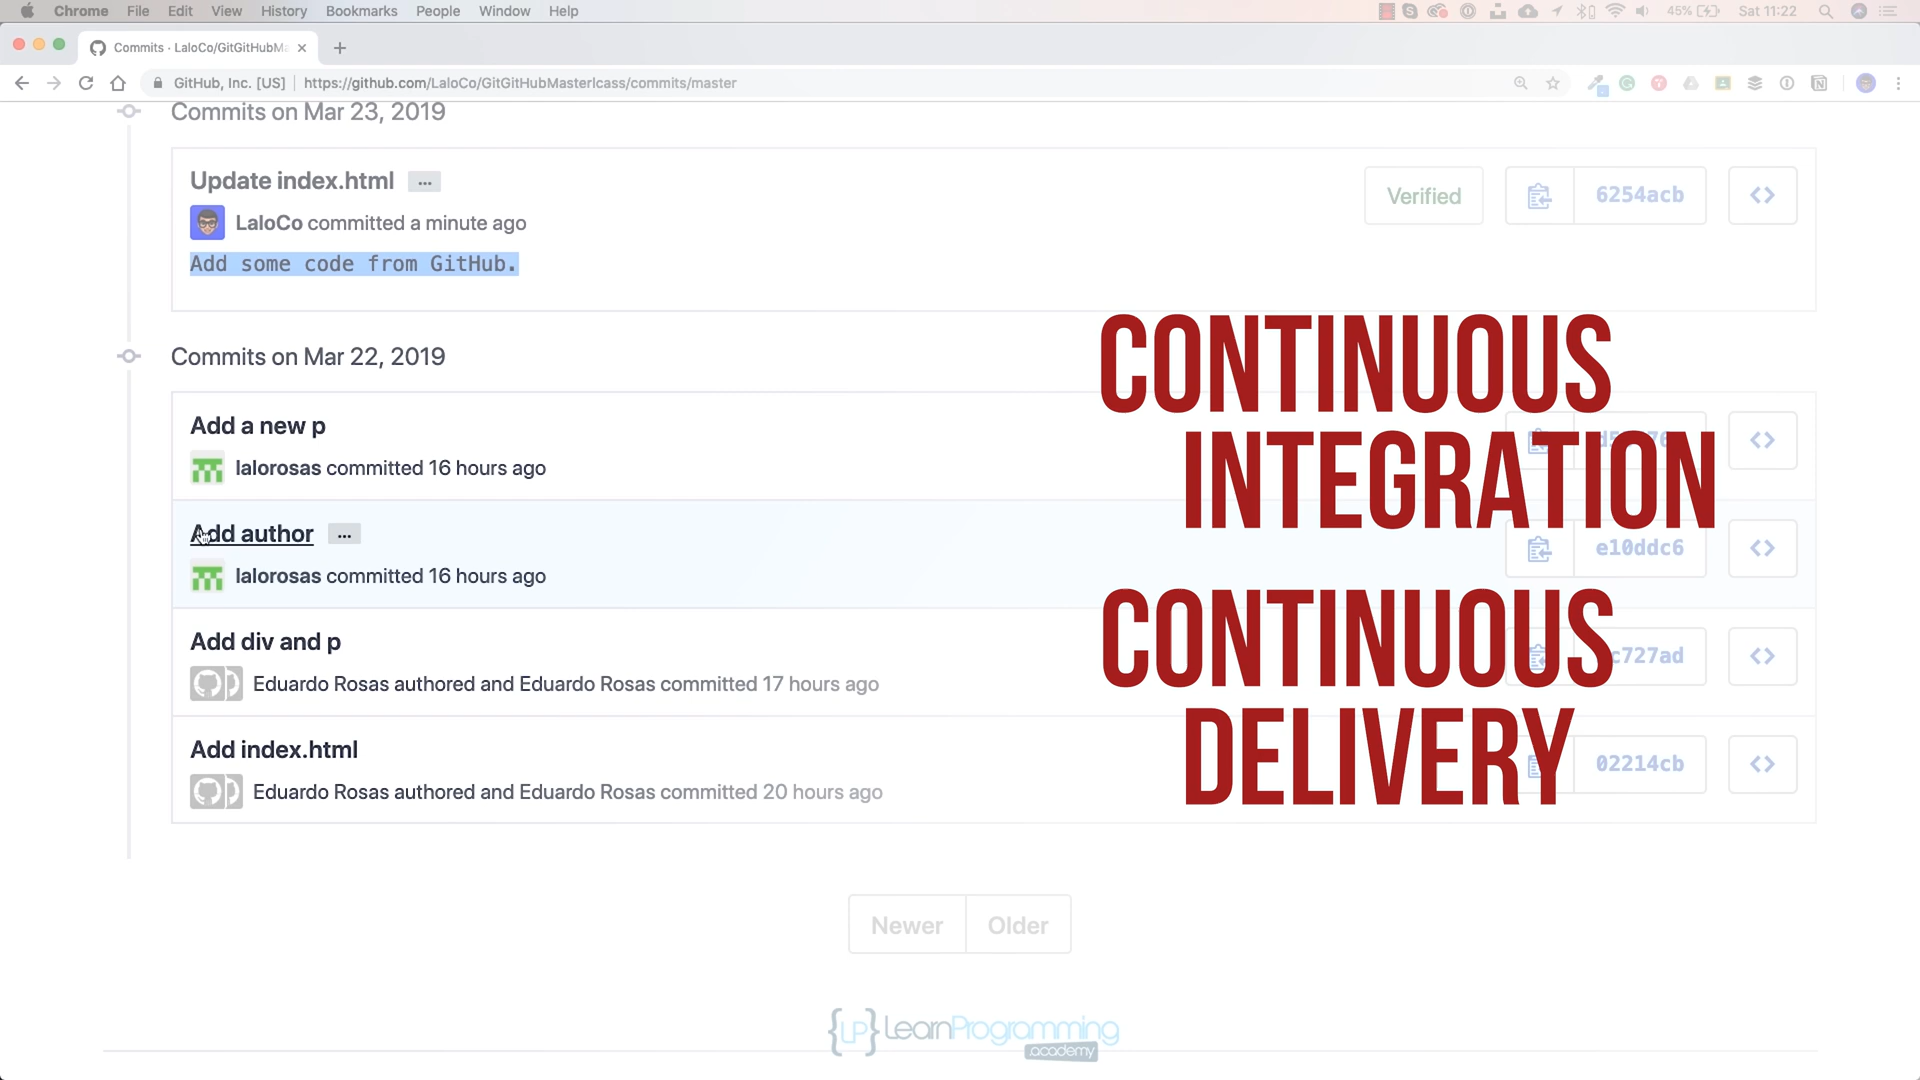 Chrome File Edit View History Bookmarks People Window Help
45% Sat 11:22
Commits · LaloCo/GitGitHubMa
GitHub, Inc. [US] | https://github.com/LaloCo/GitGitHubMasterlcass/commits/master
Commits on Mar 23, 2019
Update index.html ...
Verified
6254acb
LaloCo committed a minute ago
Add some code from GitHub.
CONTINUOUS
INTEGRATION
Commits on Mar 22, 2019
Add a new p
lalorosas committed 16 hours ago
Add author ...
e10ddc6
lalorosas committed 16 hours ago
CONTINUOUS
DELIVERY
Add div and p
c727ad
Eduardo Rosas authored and Eduardo Rosas committed 17 hours ago
Add index.html
02214cb
Eduardo Rosas authored and Eduardo Rosas committed 20 hours ago
Newer Older
{LP} LearnProgramming
.academy